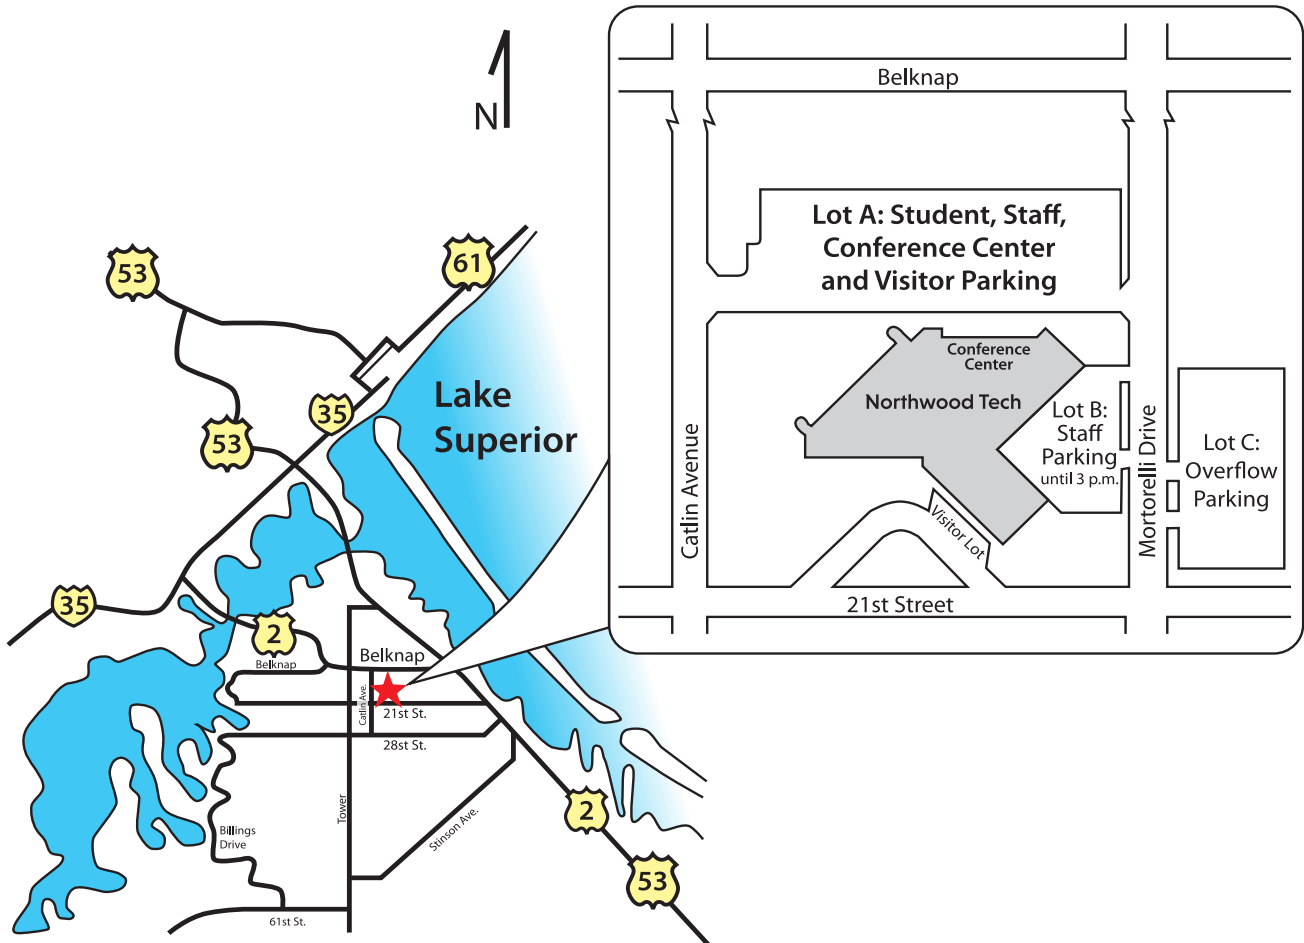 N
53
61
35
53
Lake
Superior
35
2
Belknap
Belknap
Catlin Ave.
21st St.
28st St.
Tower
Billings
Drive
Stinson Ave.
61st St.
2
53
Belknap
Lot A: Student, Staff,
Conference Center
and Visitor Parking
Conference
Center
Northwood Tech
Lot B:
Staff
Parking
until 3 p.m.
Lot C:
Overflow
Parking
Catlin Avenue
Mortorelli Drive
Visitor Lot
21st Street